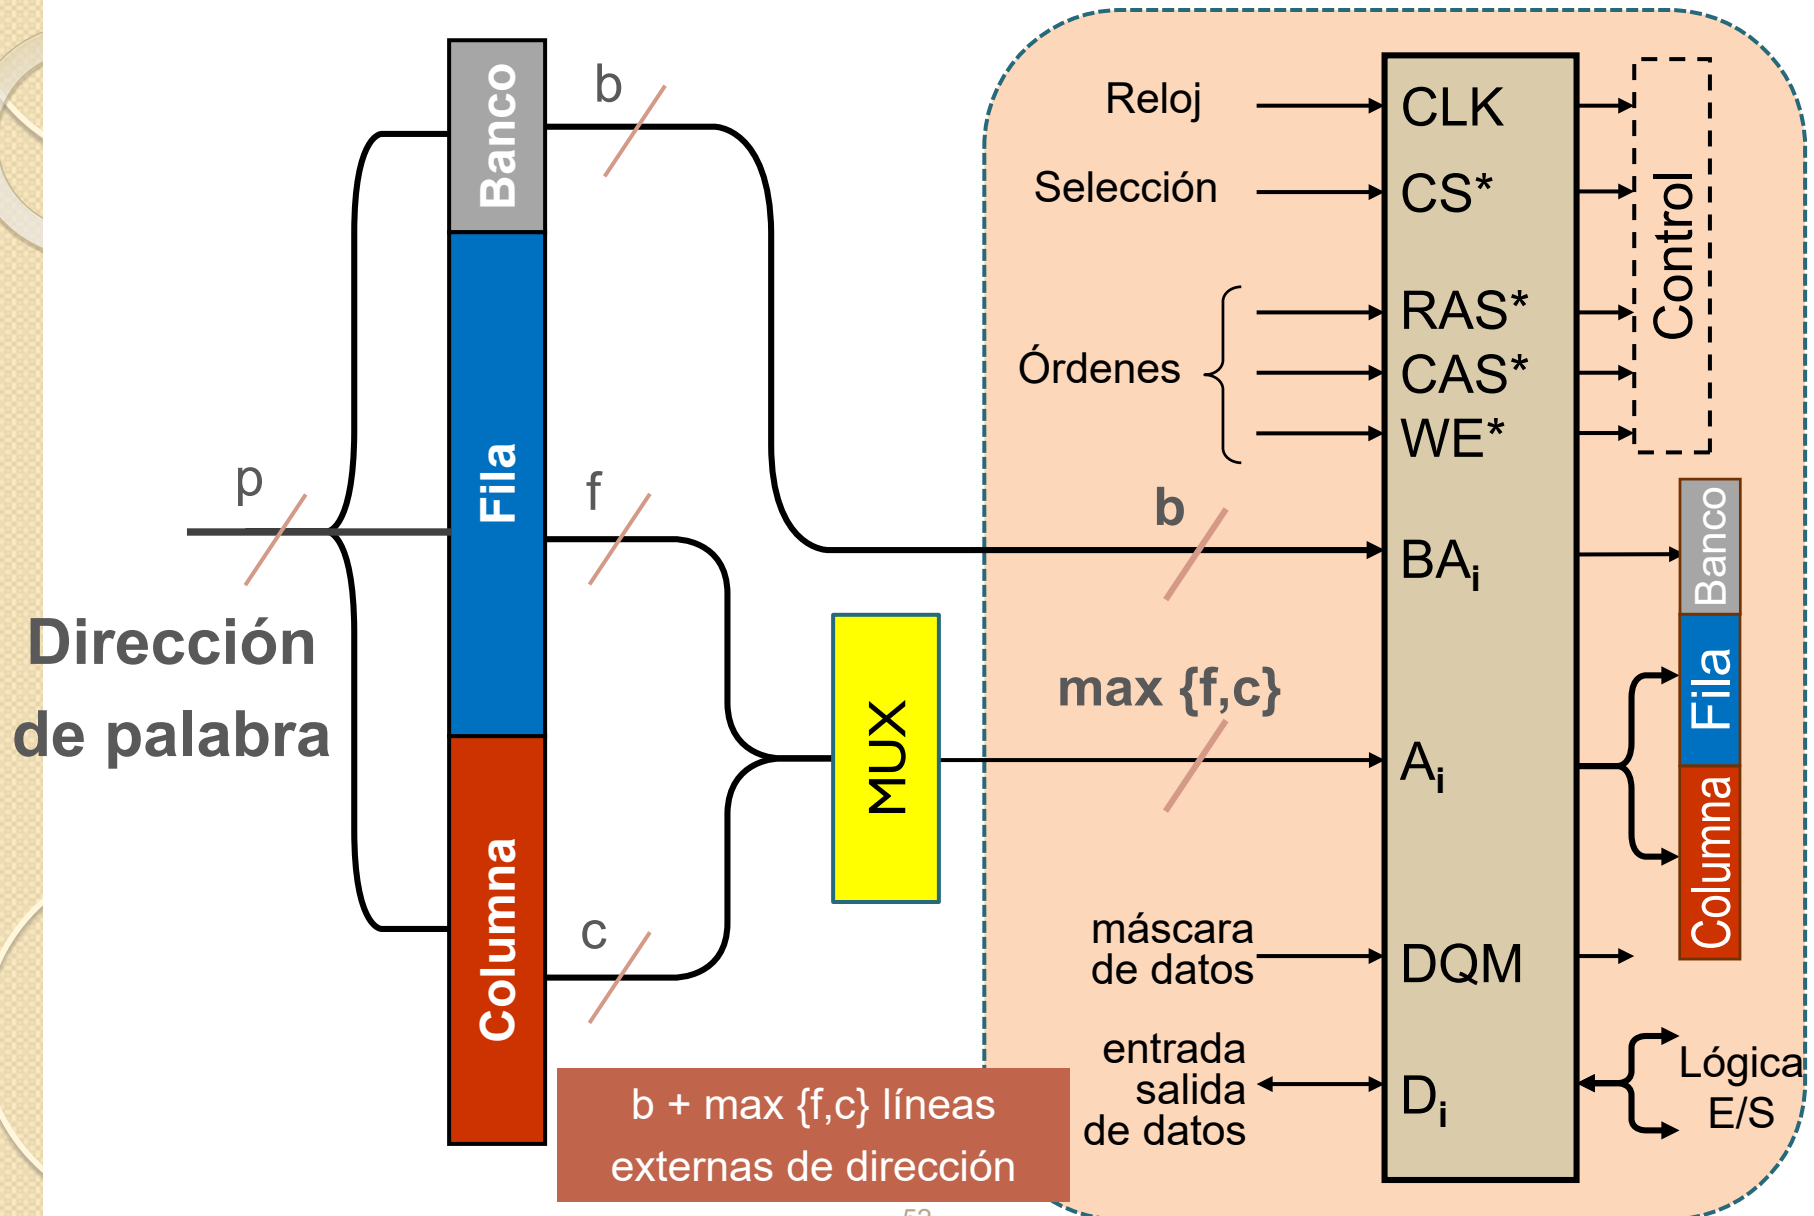 p
Dirección
de palabra
Banco
Fila
Columna
b
f
c
MUX
b + max {f,c} líneas
externas de dirección
Reloj
Selección
Órdenes
b
max {f,c}
máscara
de datos
entrada
salida
de datos
CLK
CS*
RAS*
CAS*
WE*
BAi
Ai
DQM
Di
Control
Banco
Fila
Columna
Lógica
E/S